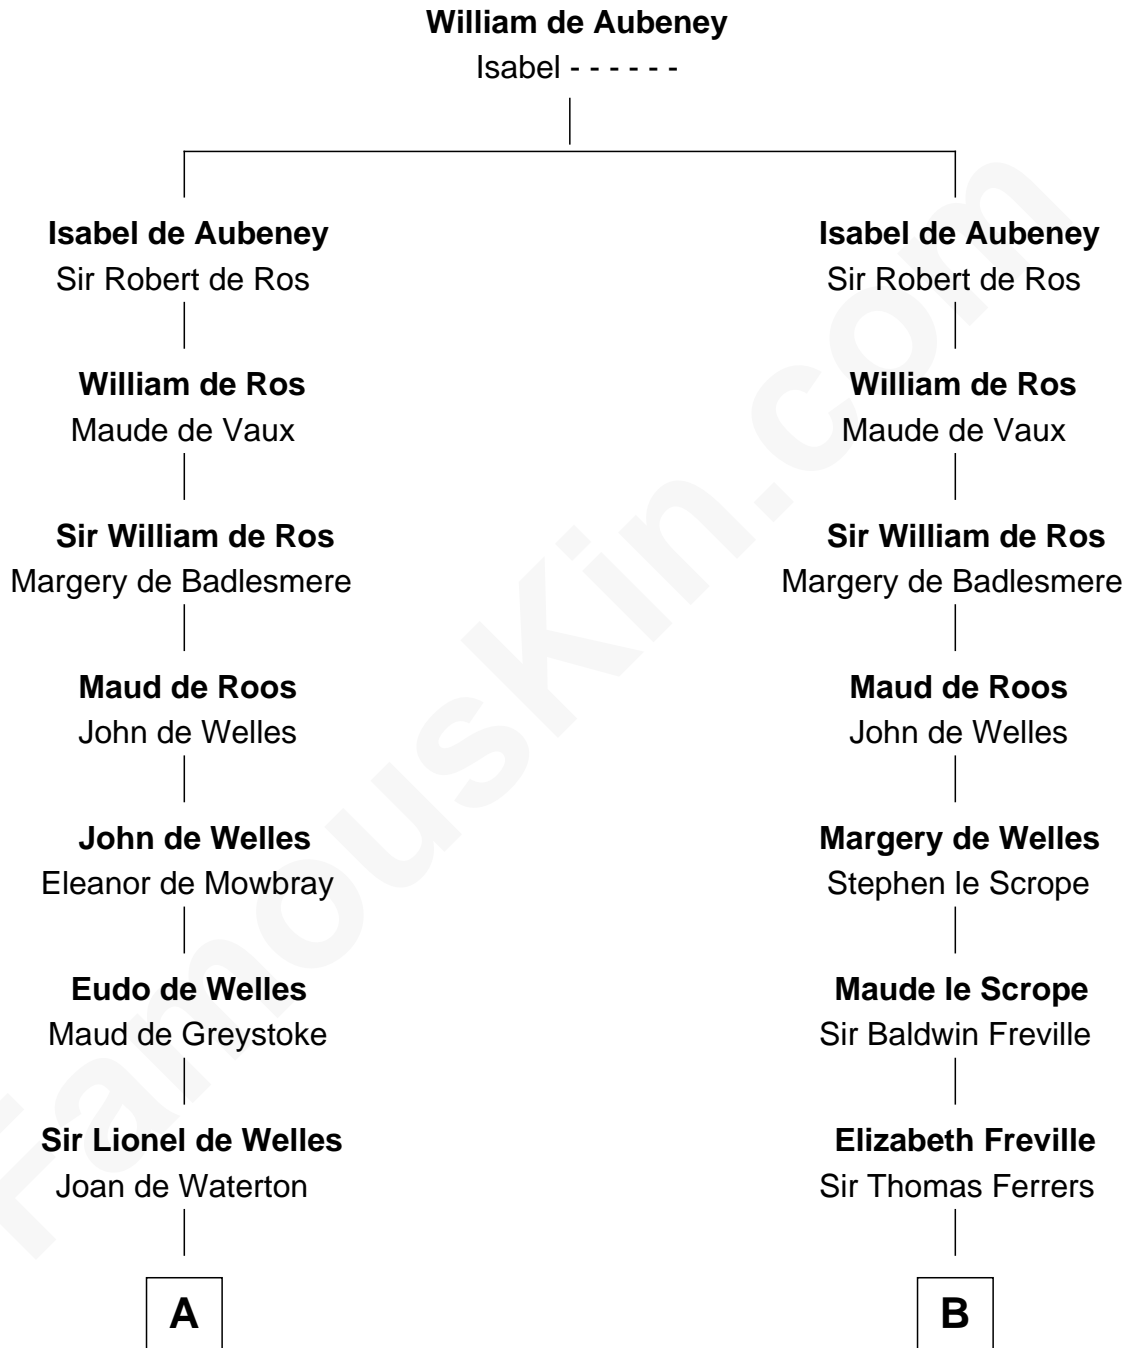 William de Aubeney
Isabel - - - - - -
Isabel de Aubeney
Sir Robert de Ros
William de Ros
Maude de Vaux
Sir William de Ros
Margery de Badlesmere
Maud de Roos
John de Welles
John de Welles
Eleanor de Mowbray
Eudo de Welles
Maud de Greystoke
Sir Lionel de Welles
Joan de Waterton
A
Isabel de Aubeney
Sir Robert de Ros
William de Ros
Maude de Vaux
Sir William de Ros
Margery de Badlesmere
Maud de Roos
John de Welles
Margery de Welles
Stephen le Scrope
Maude le Scrope
Sir Baldwin Freville
Elizabeth Freville
Sir Thomas Ferrers
B
FamousKin.com